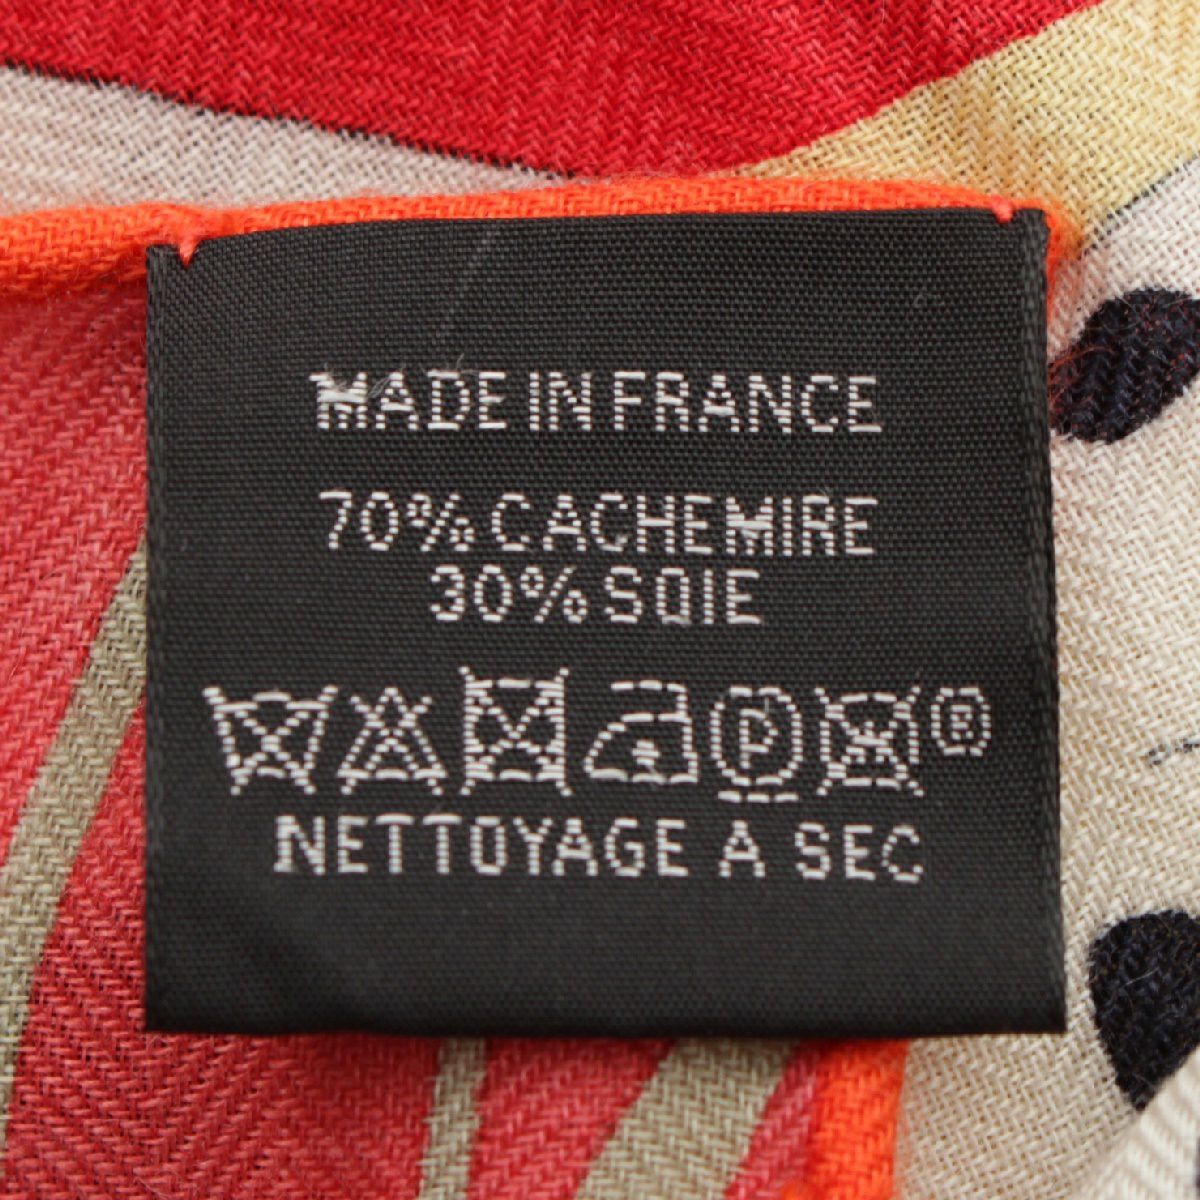 MADE IN FRANCE
70% CACHEMIRE
30% SOIE
P ®
NETTOYAGE A SEC